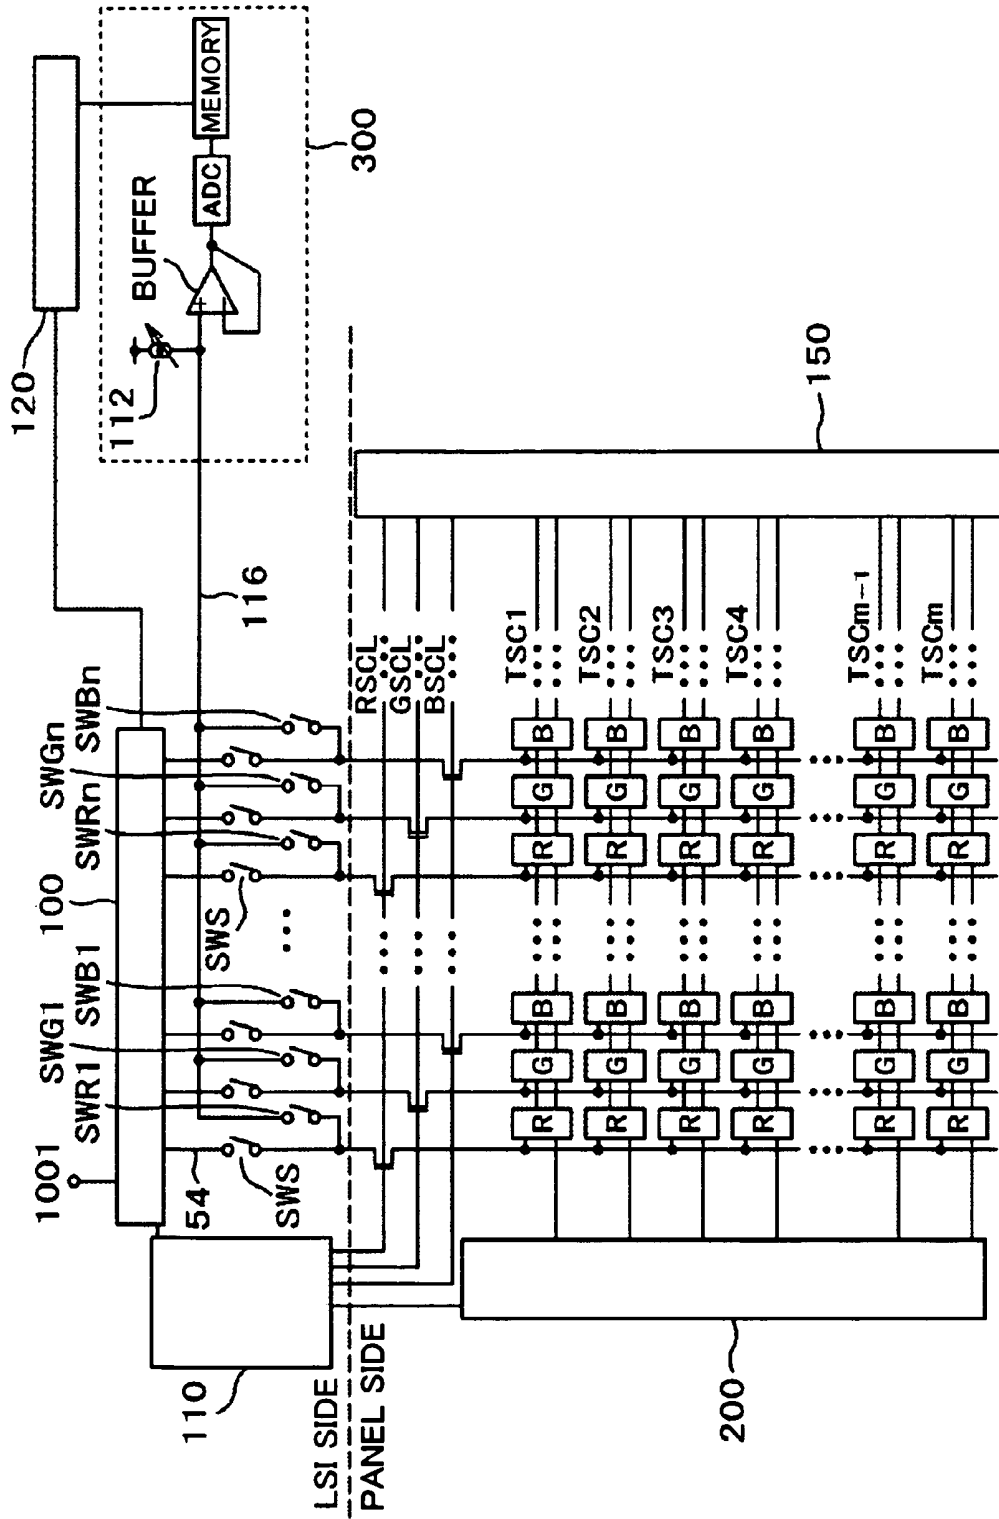 120
MEMORY
ADC
BUFFER
112
300
1001
SWR1
SWG1
SWB1
100
SWRn
SWGn
SWBn
116
54
SWS
SWS
...
110
LSI SIDE
PANEL SIDE
RSCL
GSCL
BSCL
150
TSC1
R G B ... R G B
TSC2
R G B ... R G B
TSC3
R G B ... R G B
TSC4
R G B ... R G B
TSCm-1
R G B ... R G B
TSCm
R G B ... R G B
200